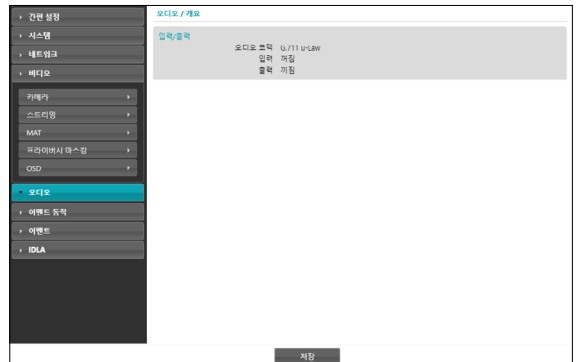 간편 설정
시스템
네트워크
비디오
카메라
스트리밍
MAT
프라이버시 마스킹
OSD
오디오
이벤트 동작
이벤트
IDLA
오디오 / 개요
입력/출력
오디오 코덱 G.711 u-Law
입력 꺼짐
출력 꺼짐
저장